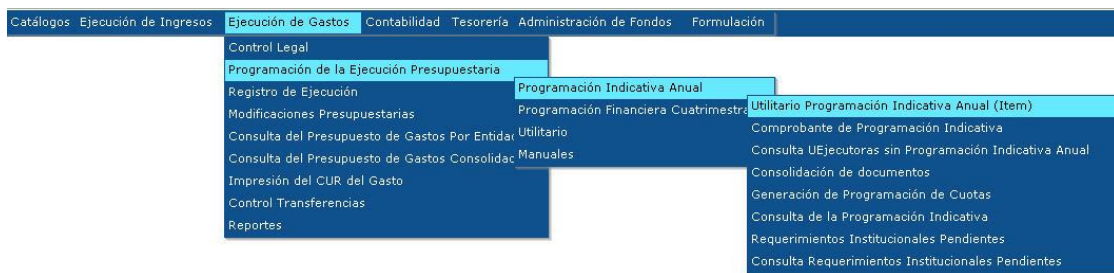 Catálogos Ejecución de Ingresos Ejecución de Gastos Contabilidad Tesorería Administración de Fondos Formulación
Control Legal
Programación de la Ejecución Presupuestaria
Registro de Ejecución
Modificaciones Presupuestarias
Consulta del Presupuesto de Gastos Por Entidad
Consulta del Presupuesto de Gastos Consolidad
Impresión del CUR del Gasto
Control Transferencias
Reportes
Programación Indicativa Anual
Programación Financiera Cuatrimestra
Utilitario
Manuales
Utilitario Programación Indicativa Anual (Item)
Comprobante de Programación Indicativa
Consulta UEjecutoras sin Programación Indicativa Anual
Consolidación de documentos
Generación de Programación de Cuotas
Consulta de la Programación Indicativa
Requerimientos Institucionales Pendientes
Consulta Requerimientos Institucionales Pendientes